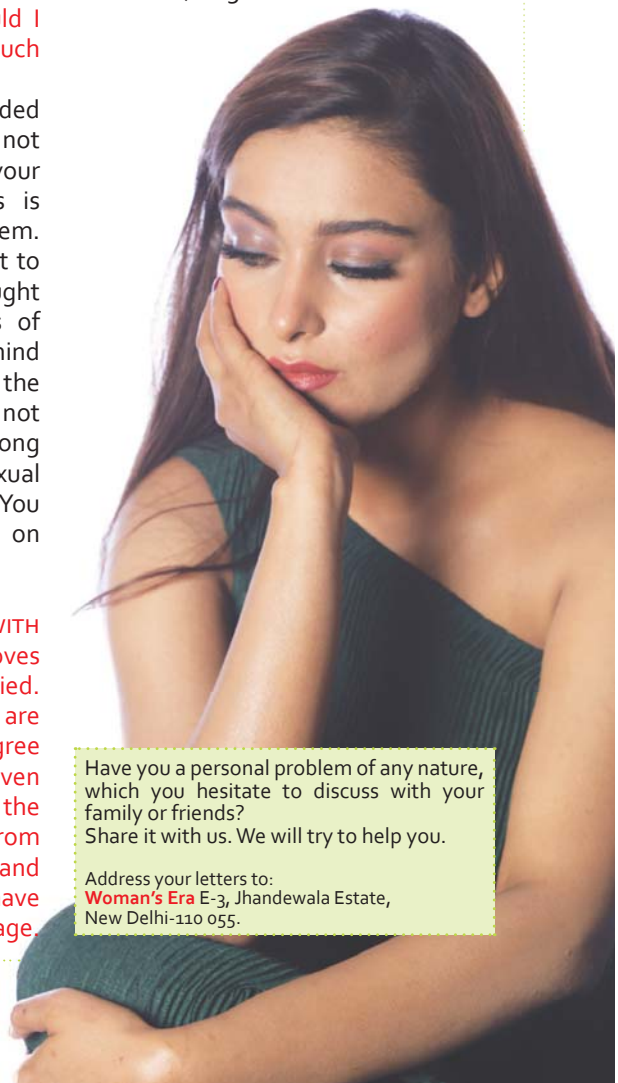 ld I
uch
ded
not
your
s is
em.
t to
ght
s of
mind
the
not
ong
xual
You
on
WITH
oves
ied.
are
gree
ven
the
rom
and
ave
age.
Have you a personal problem of any nature,
which you hesitate to discuss with your
family or friends?
Share it with us. We will try to help you.
Address your letters to:
Woman's Era E-3, Jhandewala Estate,
New Delhi-110 055.